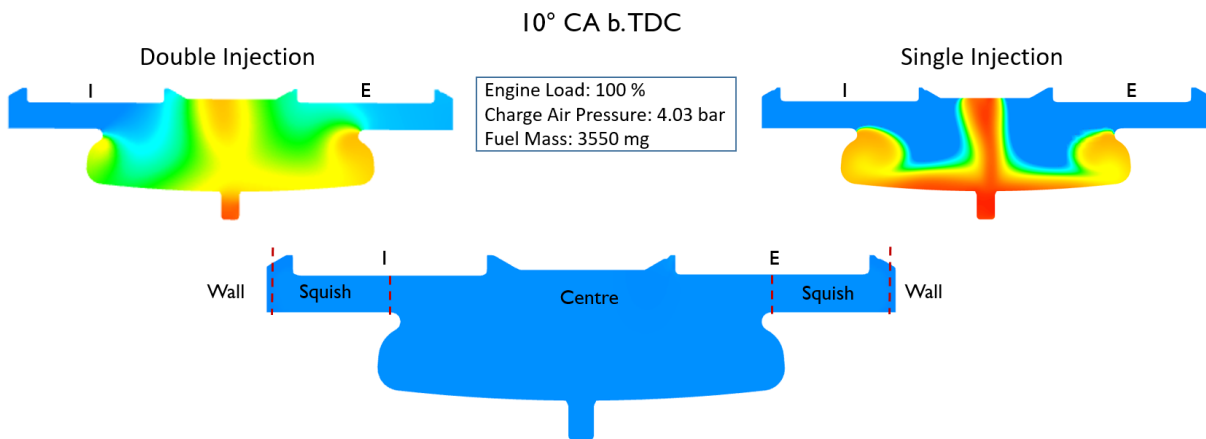 10° CA b.TDC
Double Injection
Single Injection
I
E
Engine Load: 100 %
Charge Air Pressure: 4.03 bar
Fuel Mass: 3550 mg
I
E
I
E
Wall
Squish
Centre
Squish
Wall